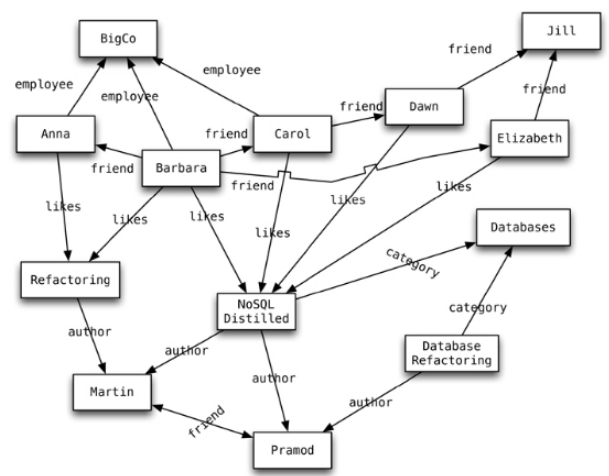 BigCo
Jill
friend
employee
employee
employee
Anna
friend
Carol
friend
Dawn
friend
Elizabeth
friend
Barbara
friend
likes
likes
likes
likes
likes
likes
Databases
Refactoring
category
NoSQL
Distilled
category
author
author
author
Database
Refactoring
Martin
author
friend
Pramod